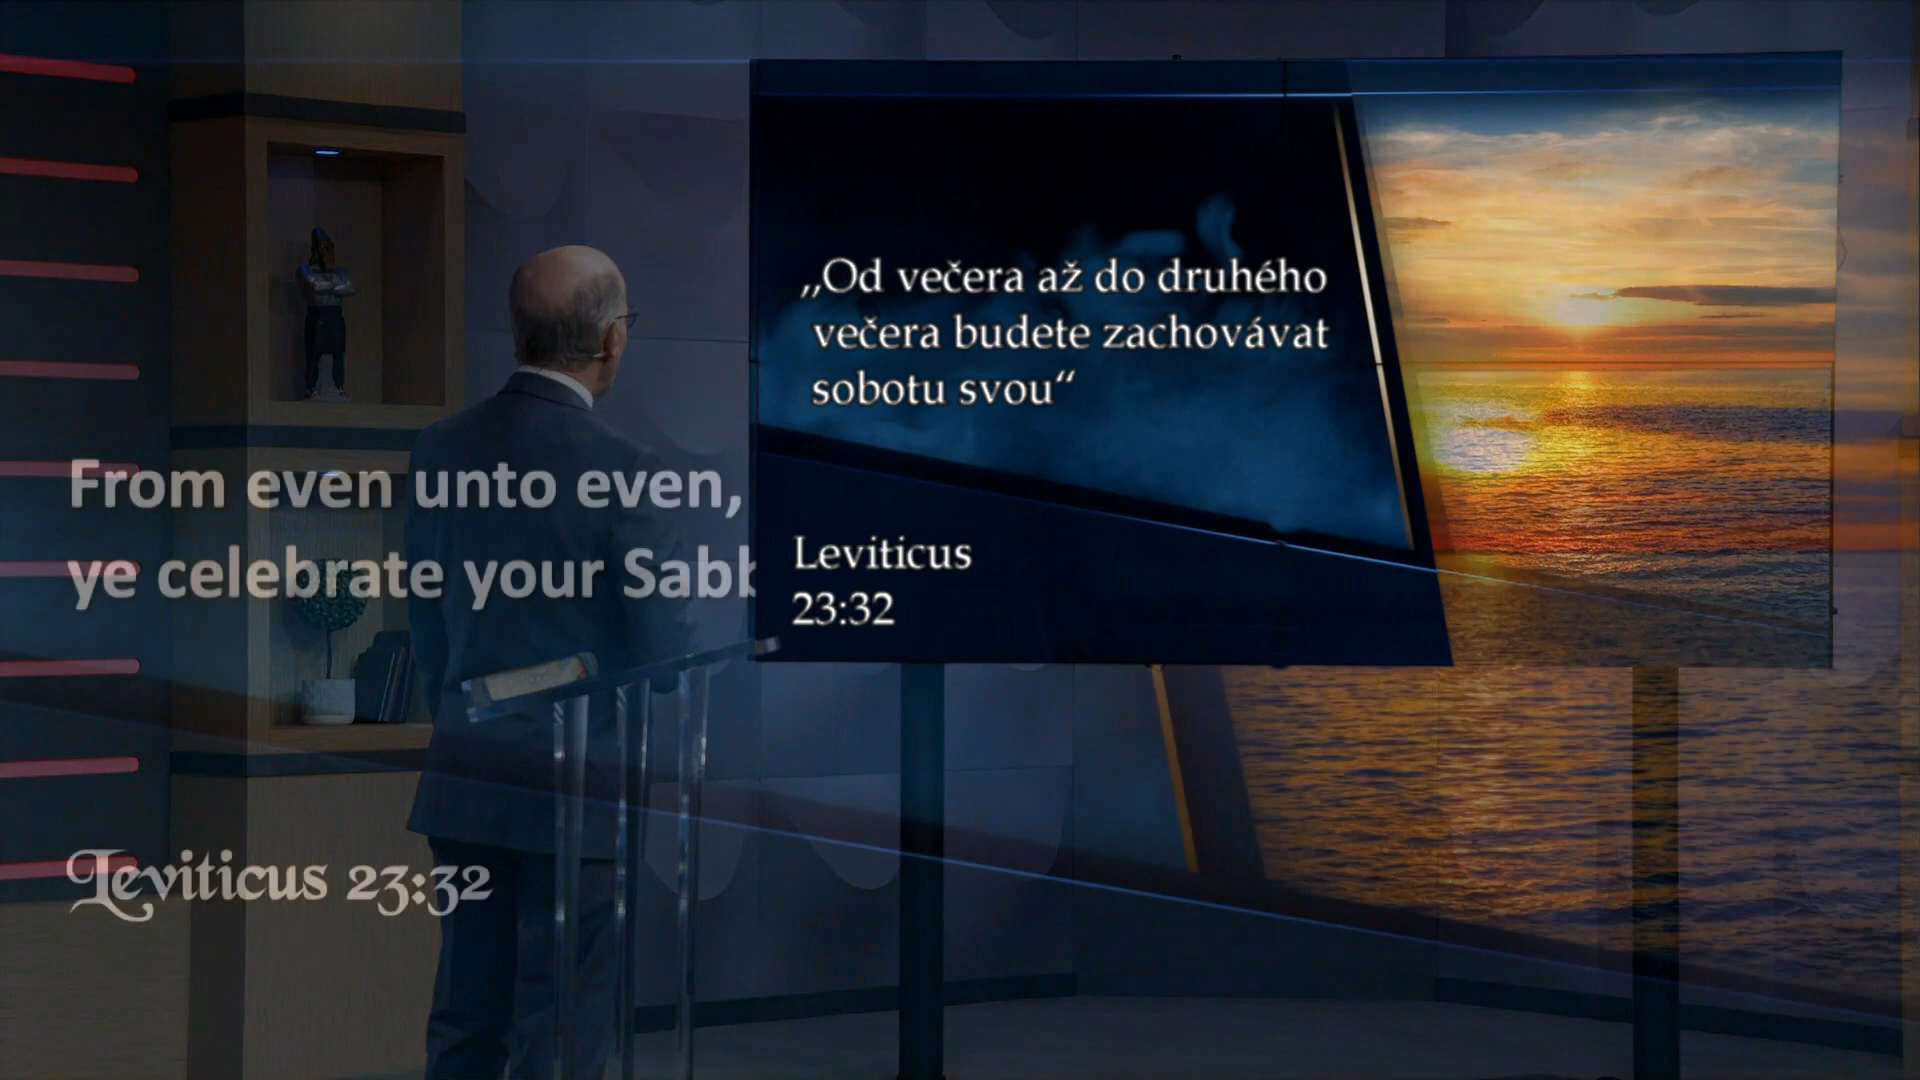 „Od večera až do druhého
večera budete zachovávat
sobotu svou“
Leviticus
23:32
From even unto even,
ye celebrate your
Leviticus 23:32